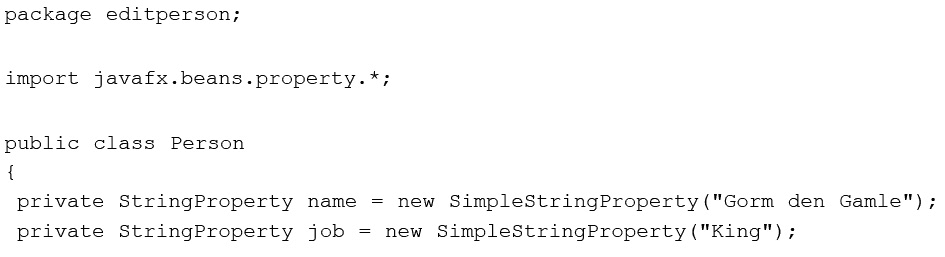 package editperson;
import javafx.beans.property.*;
public class Person
{
private StringProperty name = new SimpleStringProperty("Gorm den Gamle");
private StringProperty job = new SimpleStringProperty("King");